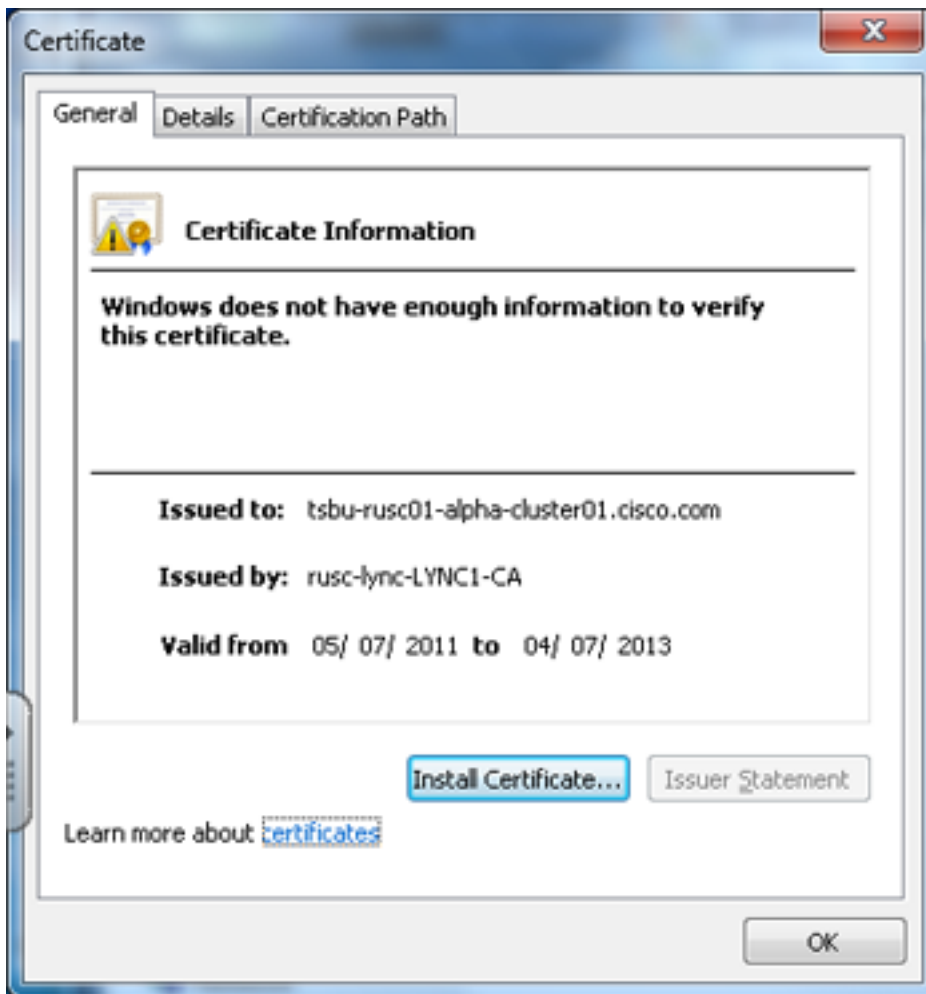 Certificate
General Details Certification Path
Certificate Information
Windows does not have enough information to verify
this certificate.
Issued to: tsbu-rusc01-alpha-cluster01.cisco.com
Issued by: rusc-lync-LYNC1-CA
Valid from 05/ 07/ 2011 to 04/ 07/ 2013
Install Certificate... Issuer Statement
Learn more about certificates
OK